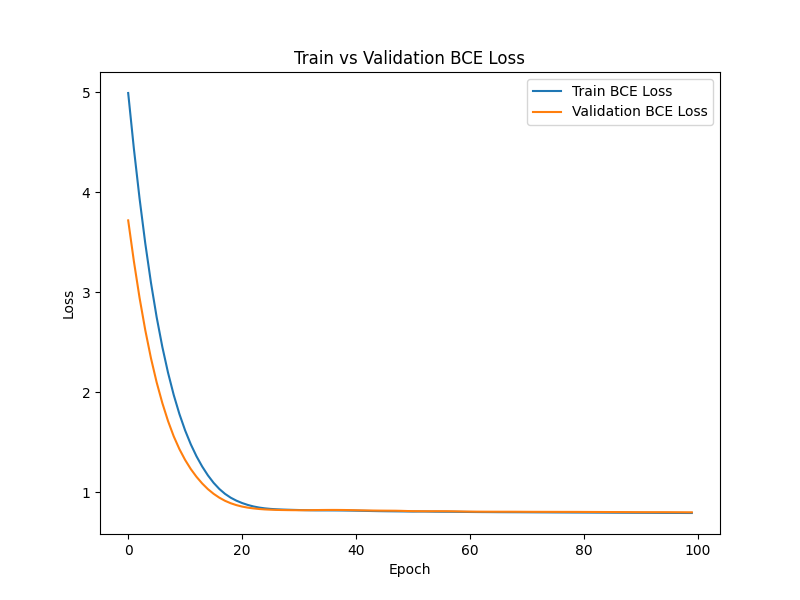 Train vs Validation BCE Loss
Train BCE Loss
Validation BCE Loss
5
4
3
2
1
Loss
0 20 40 60 80 100
Epoch